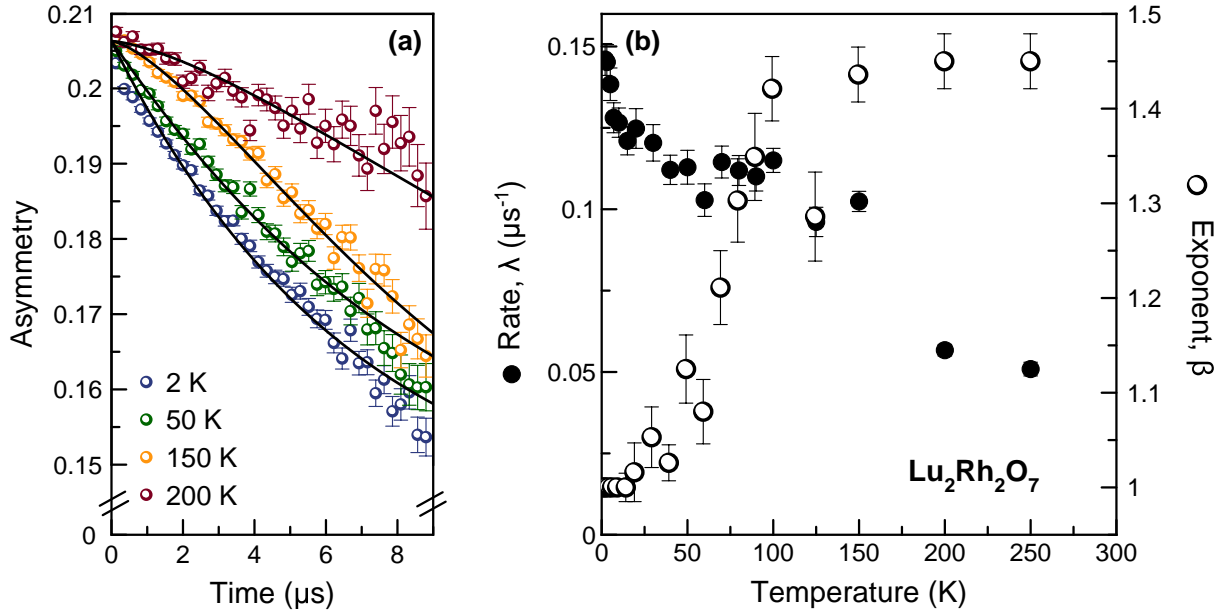 (a)
0.21
0.2
0.19
0.18
0.17
0.16
0.15
0
Asymmetry
2 K
50 K
150 K
200 K
0 2 4 6 8
Time (μs)
(b)
0.15
0.1
0.05
0
Rate, λ (μs⁻¹)
1.5
1.4
1.3
1.2
1.1
1
Exponent, β
Lu₂Rh₂O₇
0 50 100 150 200 250 300
Temperature (K)